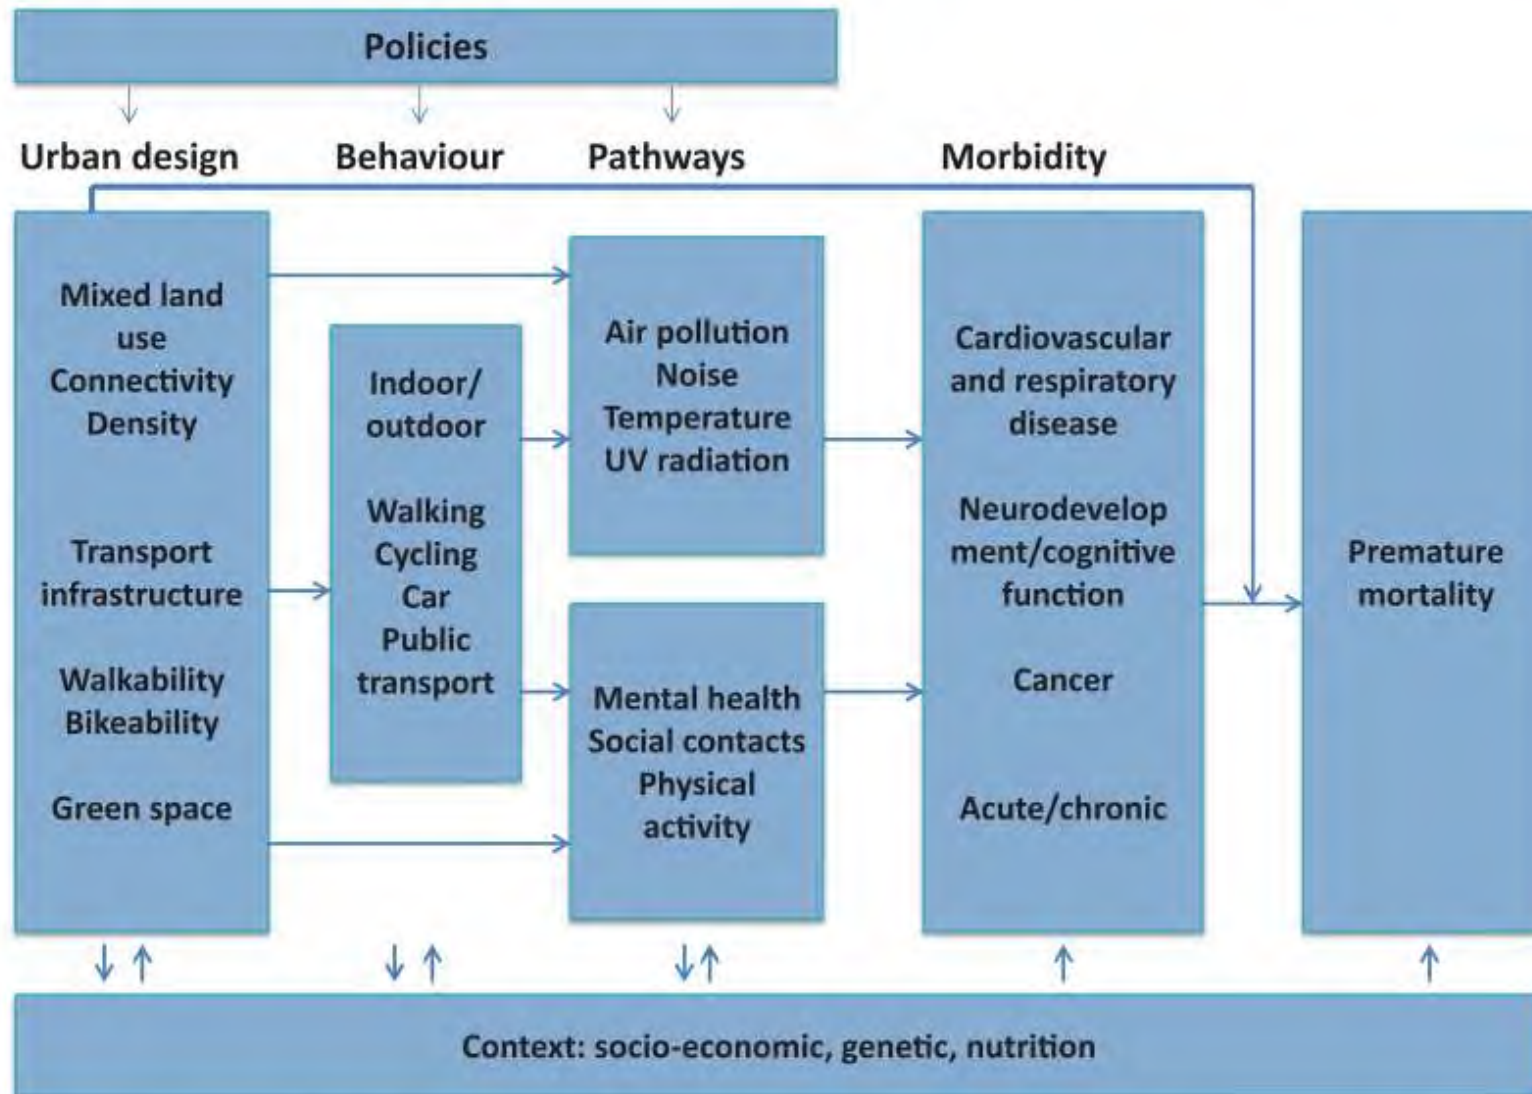 Policies
Urban design
Behaviour
Pathways
Morbidity
Mixed land
use
Connectivity
Density
Transport
infrastructure
Walkability
Bikeability
Green space
Indoor/
outdoor
Walking
Cycling
Car
Public
transport
Air pollution
Noise
Temperature
UV radiation
Mental health
Social contacts
Physical
activity
Cardiovascular
and respiratory
disease
Neurodevelop
ment/cognitive
function
Cancer
Acute/chronic
Premature
mortality
Context: socio-economic, genetic, nutrition